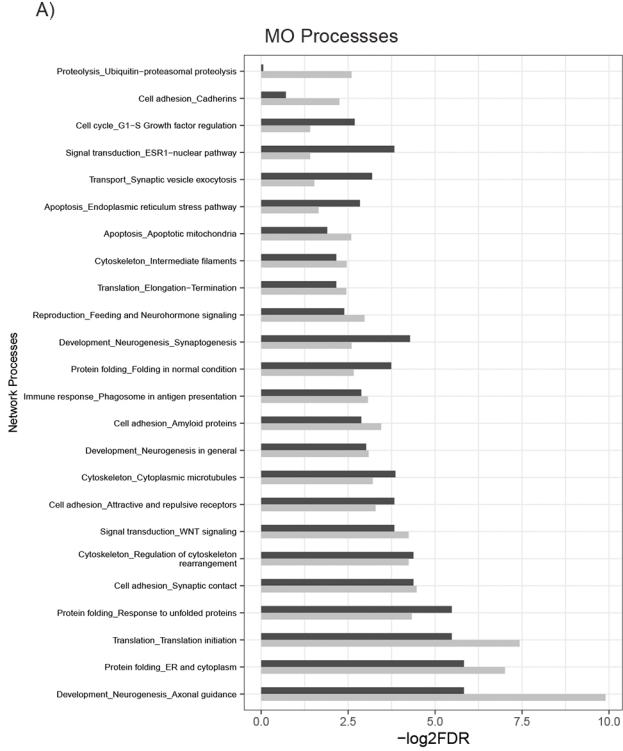 A)
MO Processses
Proteolysis_Ubiquitin−proteasomal proteolysis
Cell adhesion_Cadherins
Cell cycle_G1−S Growth factor regulation
Signal transduction_ESR1−nuclear pathway
Transport_Synaptic vesicle exocytosis
Apoptosis_Endoplasmic reticulum stress pathway
Apoptosis_Apoptotic mitochondria
Cytoskeleton_Intermediate filaments
Translation_Elongation−Termination
Reproduction_Feeding and Neurohormone signaling
Development_Neurogenesis_Synaptogenesis
Protein folding_Folding in normal condition
Immune response_Phagosome in antigen presentation
Cell adhesion_Amyloid proteins
Development_Neurogenesis in general
Cytoskeleton_Cytoplasmic microtubules
Cell adhesion_Attractive and repulsive receptors
Signal transduction_WNT signaling
Cytoskeleton_Regulation of cytoskeleton
rearrangement
Cell adhesion_Synaptic contact
Protein folding_Response to unfolded proteins
Translation_Translation initiation
Protein folding_ER and cytoplasm
Development_Neurogenesis_Axonal guidance
Network Processes
0.0 2.5 5.0 7.5 10.0
−log2FDR